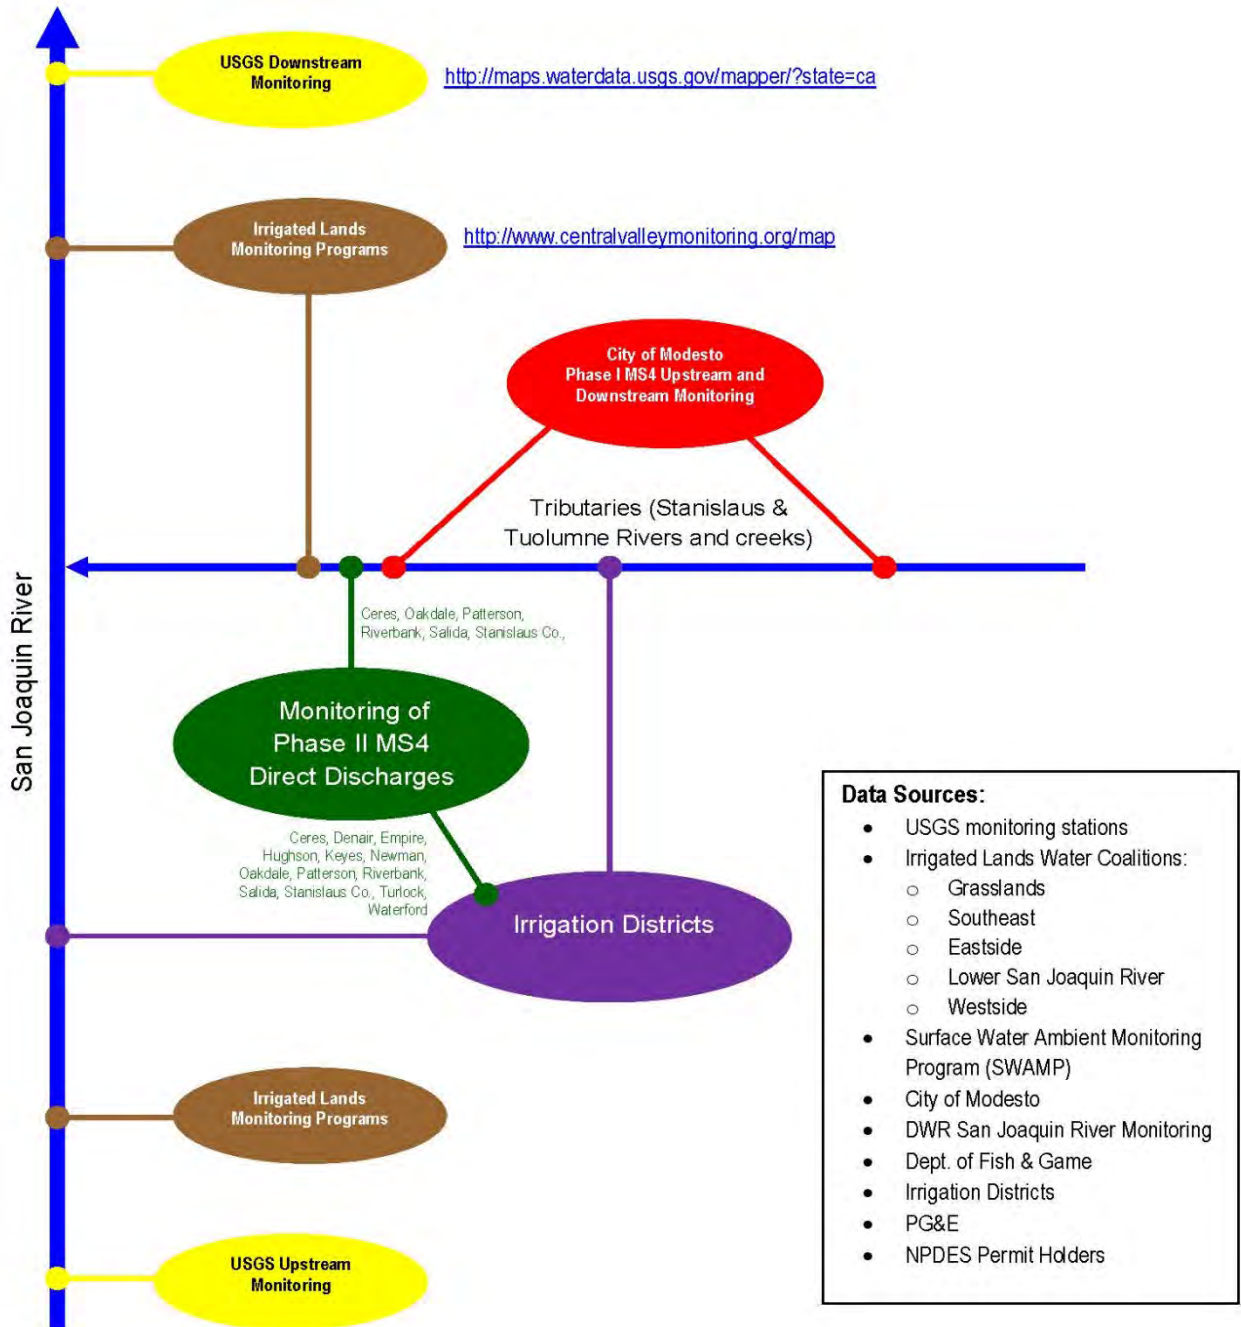 USGS Downstream
Monitoring
http://maps.waterdata.usgs.gov/mapper/?state=ca
Irrigated Lands
Monitoring Programs
http://www.centralvalleymonitoring.org/map
City of Modesto
Phase I MS4 Upstream and
Downstream Monitoring
Tributaries (Stanislaus &
Tuolumne Rivers and creeks)
San Joaquin River
Ceres, Oakdale, Patterson,
Riverbank, Salida, Stanislaus Co.,
Monitoring of
Phase II MS4
Direct Discharges
Ceres, Denair, Empire,
Hughson, Keyes, Newman,
Oakdale, Patterson, Riverbank,
Salida, Stanislaus Co., Turlock,
Waterford
Irrigation Districts
Irrigated Lands
Monitoring Programs
USGS Upstream
Monitoring
Data Sources:
• USGS monitoring stations
• Irrigated Lands Water Coalitions:
○ Grasslands
○ Southeast
○ Eastside
○ Lower San Joaquin River
○ Westside
• Surface Water Ambient Monitoring
Program (SWAMP)
• City of Modesto
• DWR San Joaquin River Monitoring
• Dept. of Fish & Game
• Irrigation Districts
• PG&E
• NPDES Permit Holders